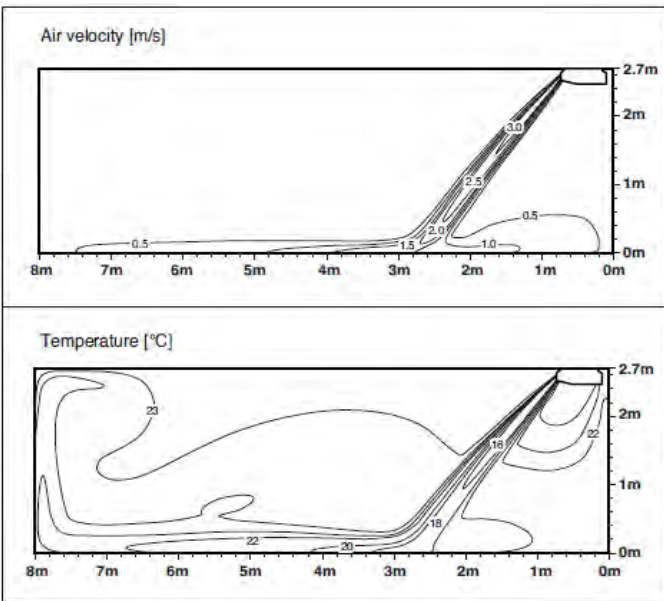 Air velocity [m/s]
2.7m
3.0
2m
2.5
1m
0.5
2.0
0.5
1.5
1.0
0m
8m 7m 6m 5m 4m 3m 2m 1m 0m
Temperature [°C]
2.7m
23
2m
22
16
1m
18
22
20
0m
8m 7m 6m 5m 4m 3m 2m 1m 0m